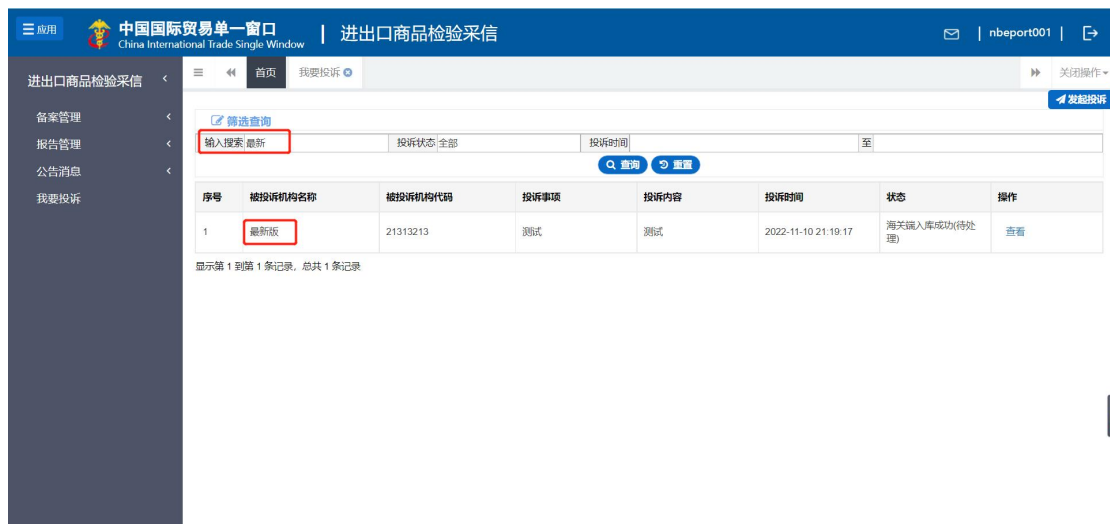 应用 中国国际贸易单一窗口 进出口商品检验采信 nbeport001
China International Trade Single Window
进出口商品检验采信 首页 我要投诉 关闭操作
发起投诉
备案管理
报告管理
公告消息
我要投诉
筛选查询
输入搜索 最新 投诉状态 全部 投诉时间 至
查询 重置
序号 被投诉机构名称 被投诉机构代码 投诉事项 投诉内容 投诉时间 状态 操作
1 最新版 21313213 测试 测试 2022-11-10 21:19:17 海关端入库成功(待处
理) 查看
显示第 1 到第 1 条记录，总共 1 条记录